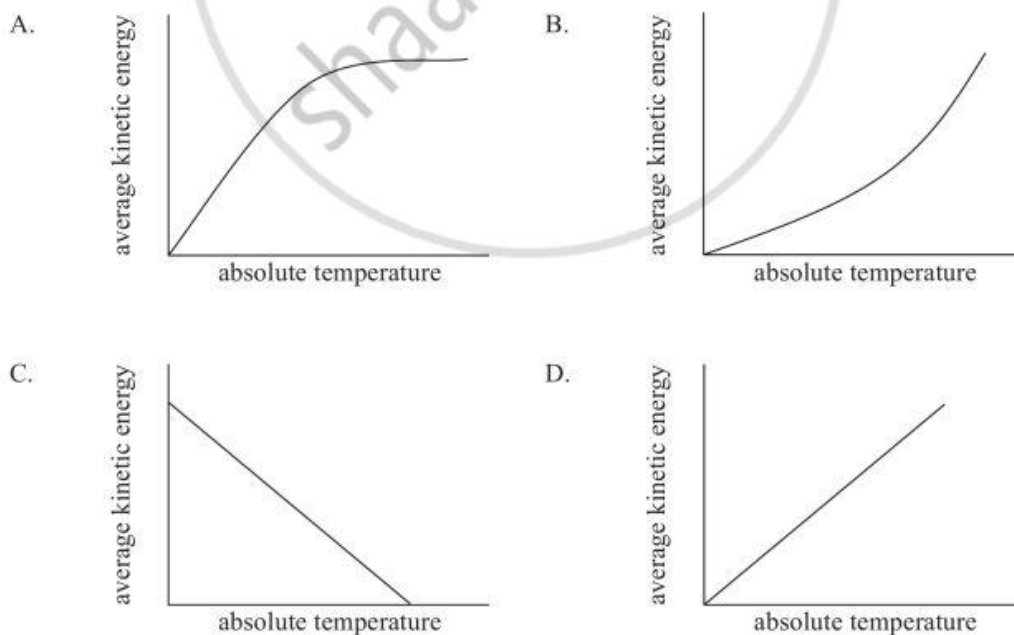 A.
average kinetic energy
absolute temperature
B.
average kinetic energy
absolute temperature
C.
average kinetic energy
absolute temperature
D.
average kinetic energy
absolute temperature